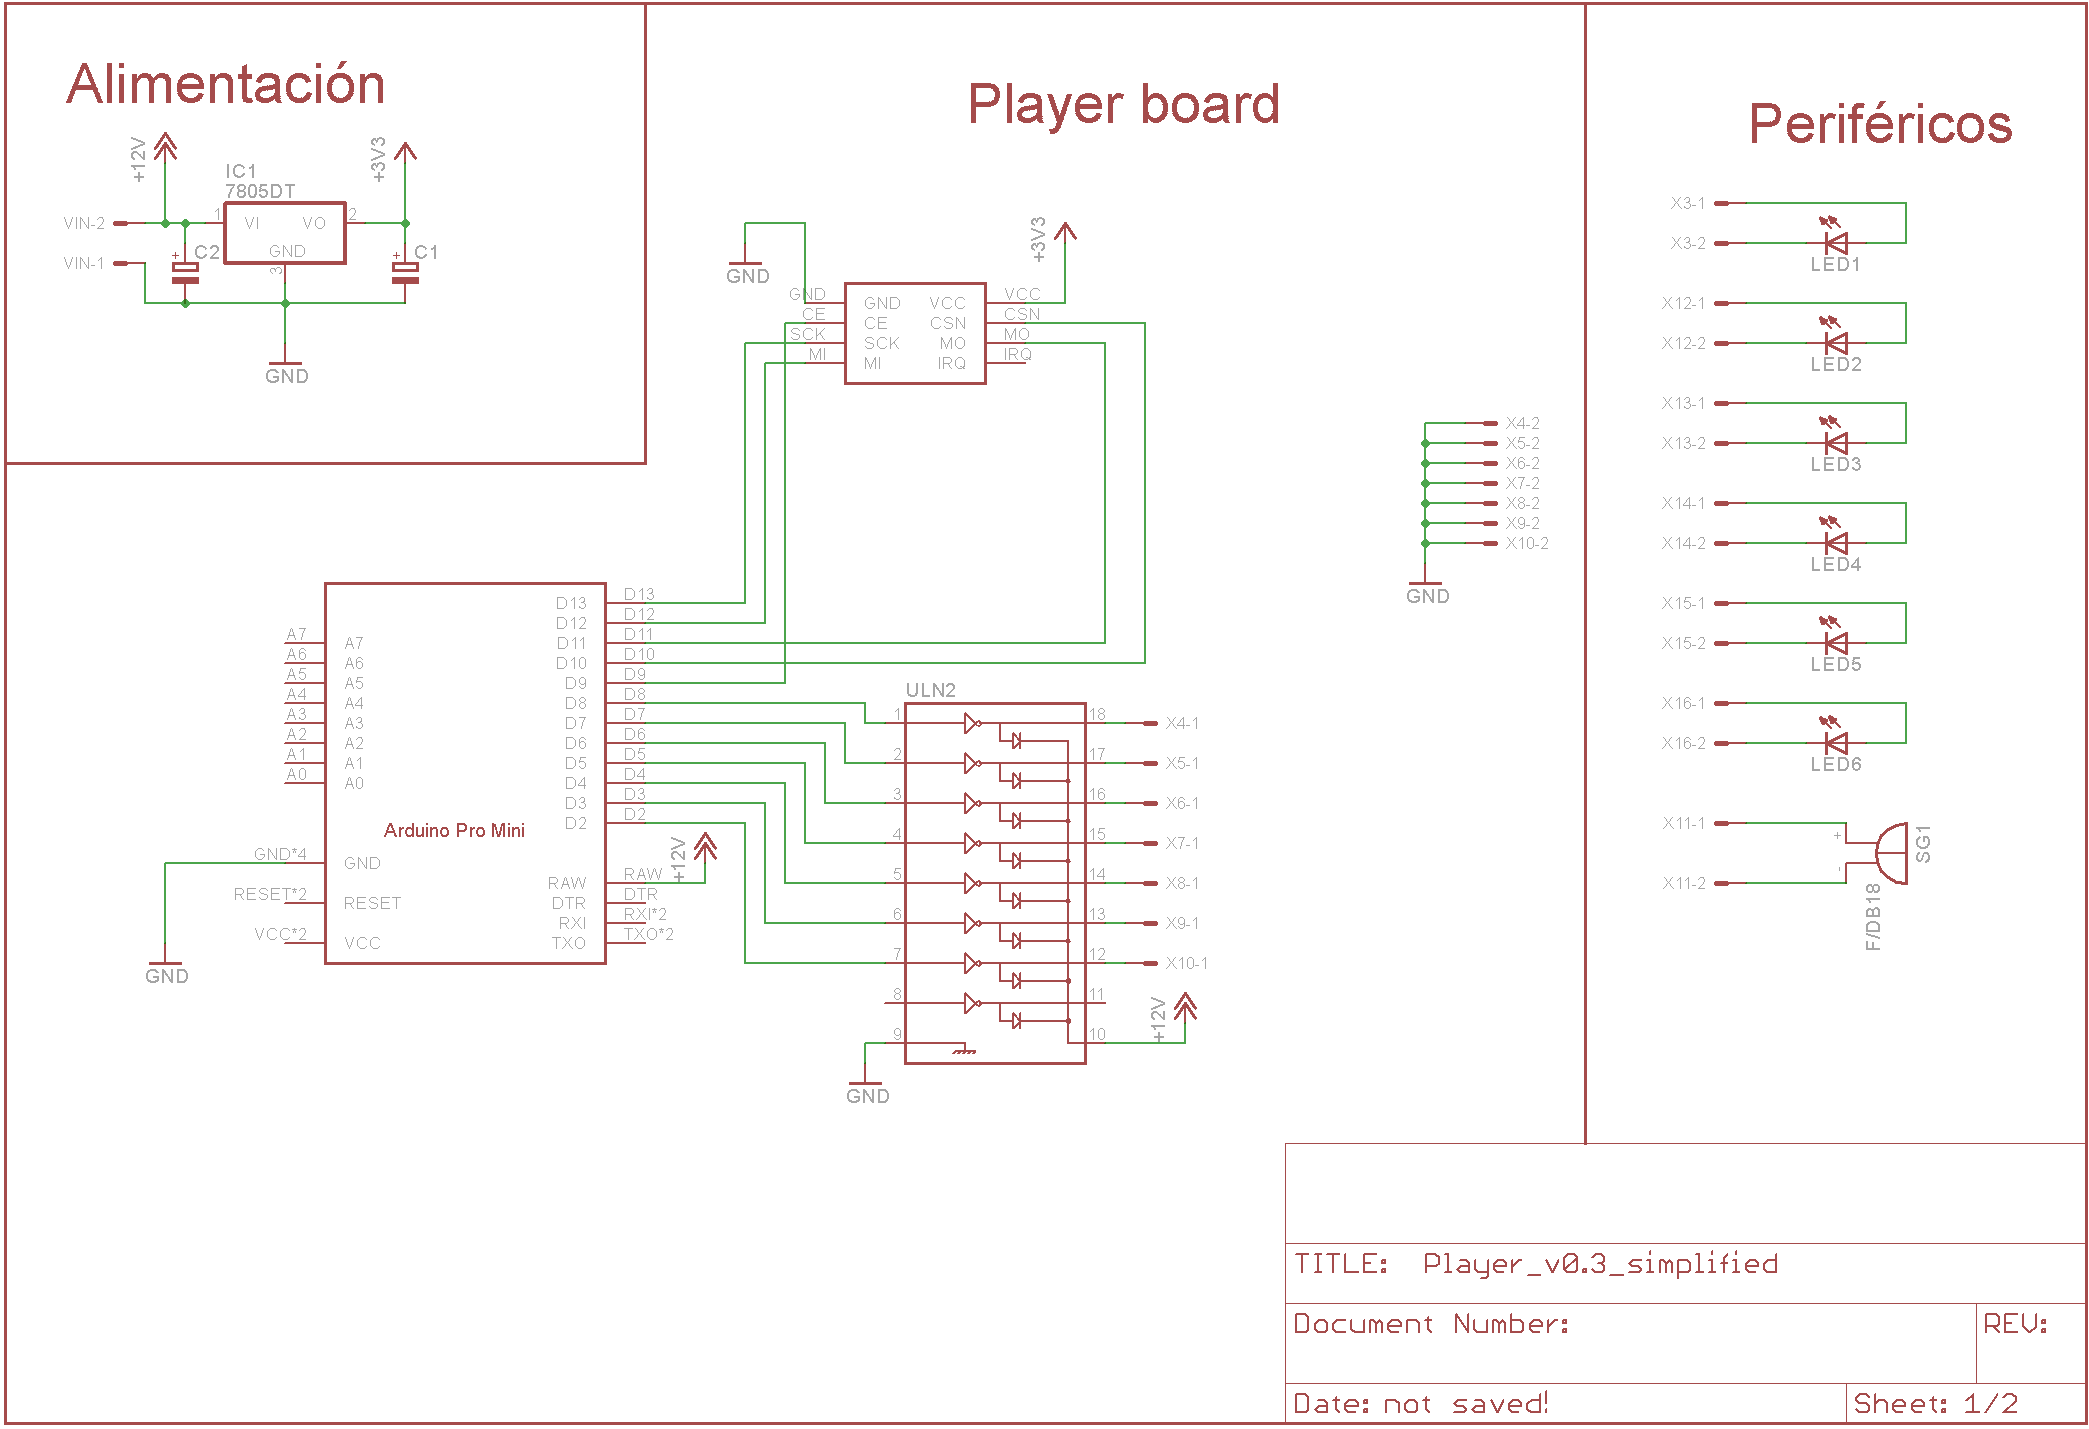 Alimentación
+12V
+3V3
IC1
7805DT
VIN-2
1
VI
VO
2
C2
+
GND
+
C1
VIN-1
3
GND
Player board
GND
+3V3
GND
GND
VCC
VCC
CE
CE
CSN
CSN
SCK
SCK
MO
MO
MI
MI
IRQ
IRQ
X4-2
X5-2
X6-2
X7-2
X8-2
X9-2
X10-2
GND
D13
D13
D12
D12
A7
A7
D11
D11
A6
A6
D10
D10
A5
A5
D9
D9
A4
A4
D8
D8
A3
A3
D7
D7
A2
A2
D6
D6
A1
A1
D5
D5
A0
A0
D4
D4
D3
D3
D2
D2
Arduino Pro Mini
+12V
GND*4
GND
RAW
RAW
RESET*2
RESET
DTR
DTR
RXI
RXI*2
VCC*2
VCC
TXO
TXO*2
GND
ULN2
1
18
X4-1
2
17
X5-1
3
16
X6-1
4
15
X7-1
5
14
X8-1
6
13
X9-1
7
12
X10-1
8
11
9
10
+12V
GND
Periféricos
X3-1
X3-2
LED1
X12-1
X12-2
LED2
X13-1
X13-2
LED3
X14-1
X14-2
LED4
X15-1
X15-2
LED5
X16-1
X16-2
LED6
X11-1
+
SG1
X11-2
-
F/DB18
TITLE: Player_v0.3_simplified
Document Number:
REV:
Date: not saved!
Sheet: 1/2